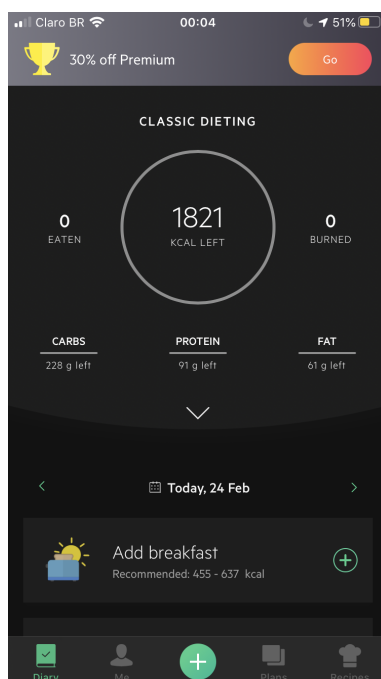 Claro BR 00:04 51%
30% off Premium Go
CLASSIC DIETING
0 1821 0
EATEN KCAL LEFT BURNED
CARBS PROTEIN FAT
228 g left 91 g left 61 g left
Today, 24 Feb
Add breakfast
Recommended: 455 - 637 kcal
Diary Me Plans Recipes